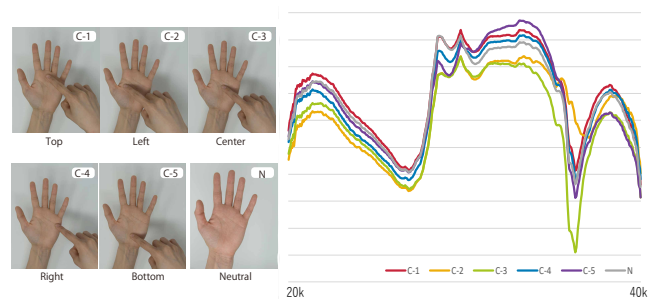 C-1
C-2
C-3
Top
Left
Center
C-4
C-5
N
Right
Bottom
Neutral
C-1 C-2 C-3 C-4 C-5 N
20k 40k